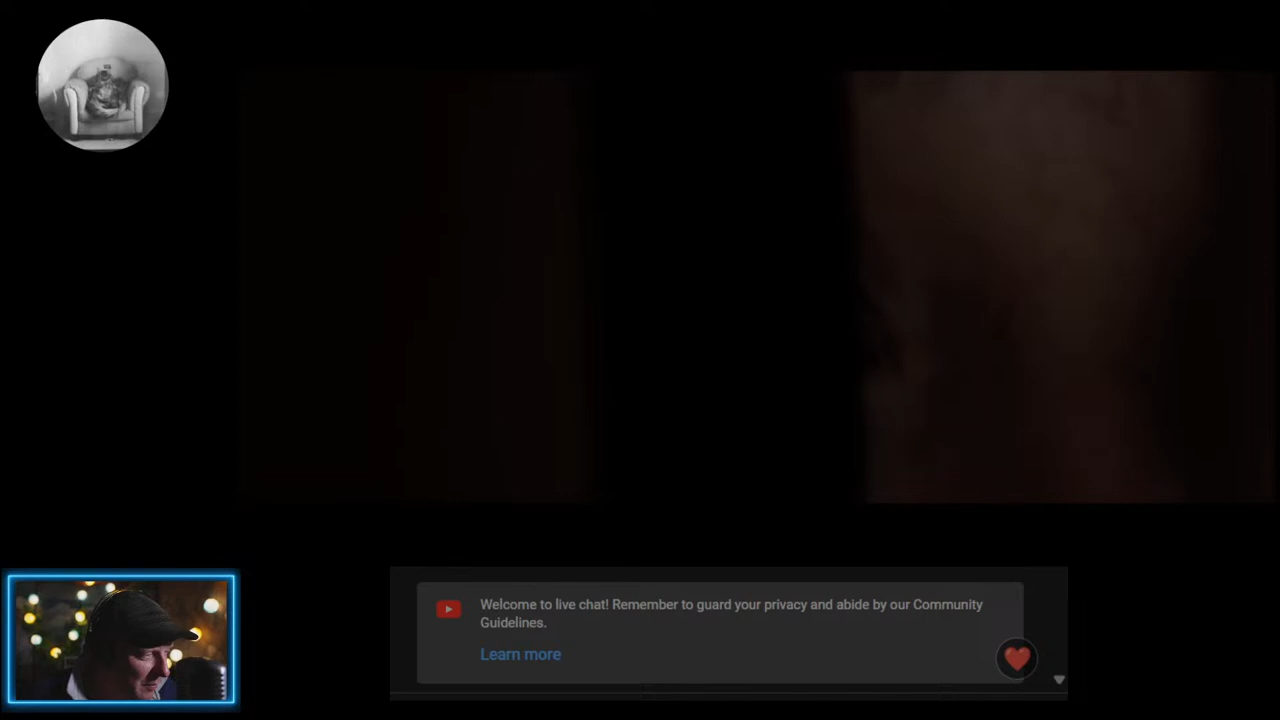 Welcome to live chat! Remember to guard your privacy and abide by our Community
Guidelines.
Learn more